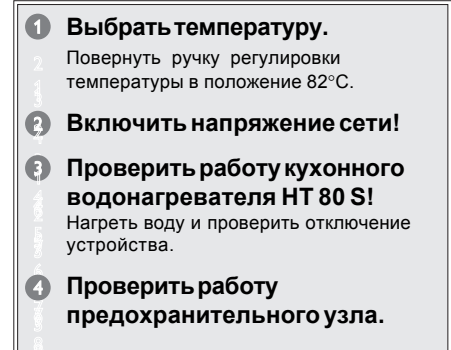 1 Выбрать температуру.
Повернуть ручку регулировки
температуры в положение 82°C.
2 Включить напряжение сети!
3 Проверить работу кухонного
водонагревателя HT 80 S!
Нагреть воду и проверить отключение
устройства.
4 Проверить работу
предохранительного узла.